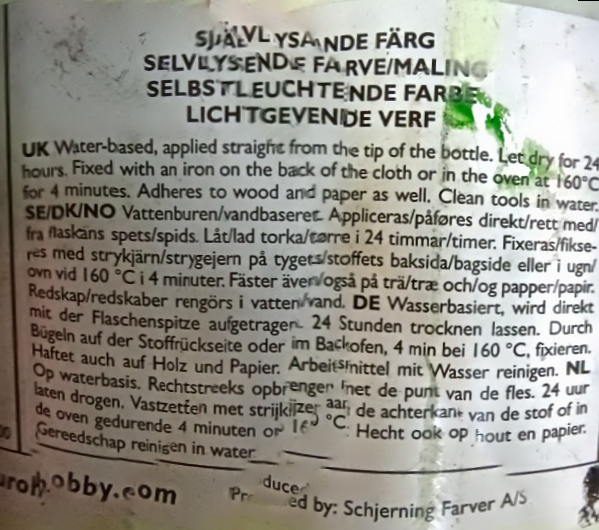 SJÄLVLYSANDE FÄRG
SELVLYSENDE FARVE/MALING
SELBSTLEUCHTENDE FARBE
LICHTGEVENDE VERF
UK Water-based, applied straight from the tip of the bottle. Let dry for 24
hours. Fixed with an iron on the back of the cloth or in the oven at 160°C
for 4 minutes. Adheres to wood and paper as well. Clean tools in water.
SE/DK/NO Vattenburen/vandbaseret. Appliceras/påføres direkt/rett med/
fra flaskans spets/spids. Låt/lad torka/tørre i 24 timmar/timer. Fixeras/fikse-
res med strykjärn/strygejern på tygets/stoffets baksida/bagside eller i ugn/
ovn vid 160 °C i 4 minuter. Fäster även/også på trä/træ och/og papper/papir.
Redskap/redskaber rengörs i vatten/vand. DE Wasserbasiert, wird direkt
mit der Flaschenspitze aufgetragen. 24 Stunden trocknen lassen. Durch
Bügeln auf der Stoffrückseite oder im Backofen, 4 min bei 160 °C, fixieren.
Haftet auch auf Holz und Papier. Arbeitsmittel mit Wasser reinigen. NL
Op waterbasis. Rechtstreeks opbrengen met de punt van de fles. 24 uur
laten drogen. Vastzetten met strijkijzer aan de achterkant van de stof of in
de oven gedurende 4 minuten op 160 °C. Hecht ook op hout en papier.
Gereedschap reinigen in water.
urohobby.com
Produced by: Schjerning Farver A/S